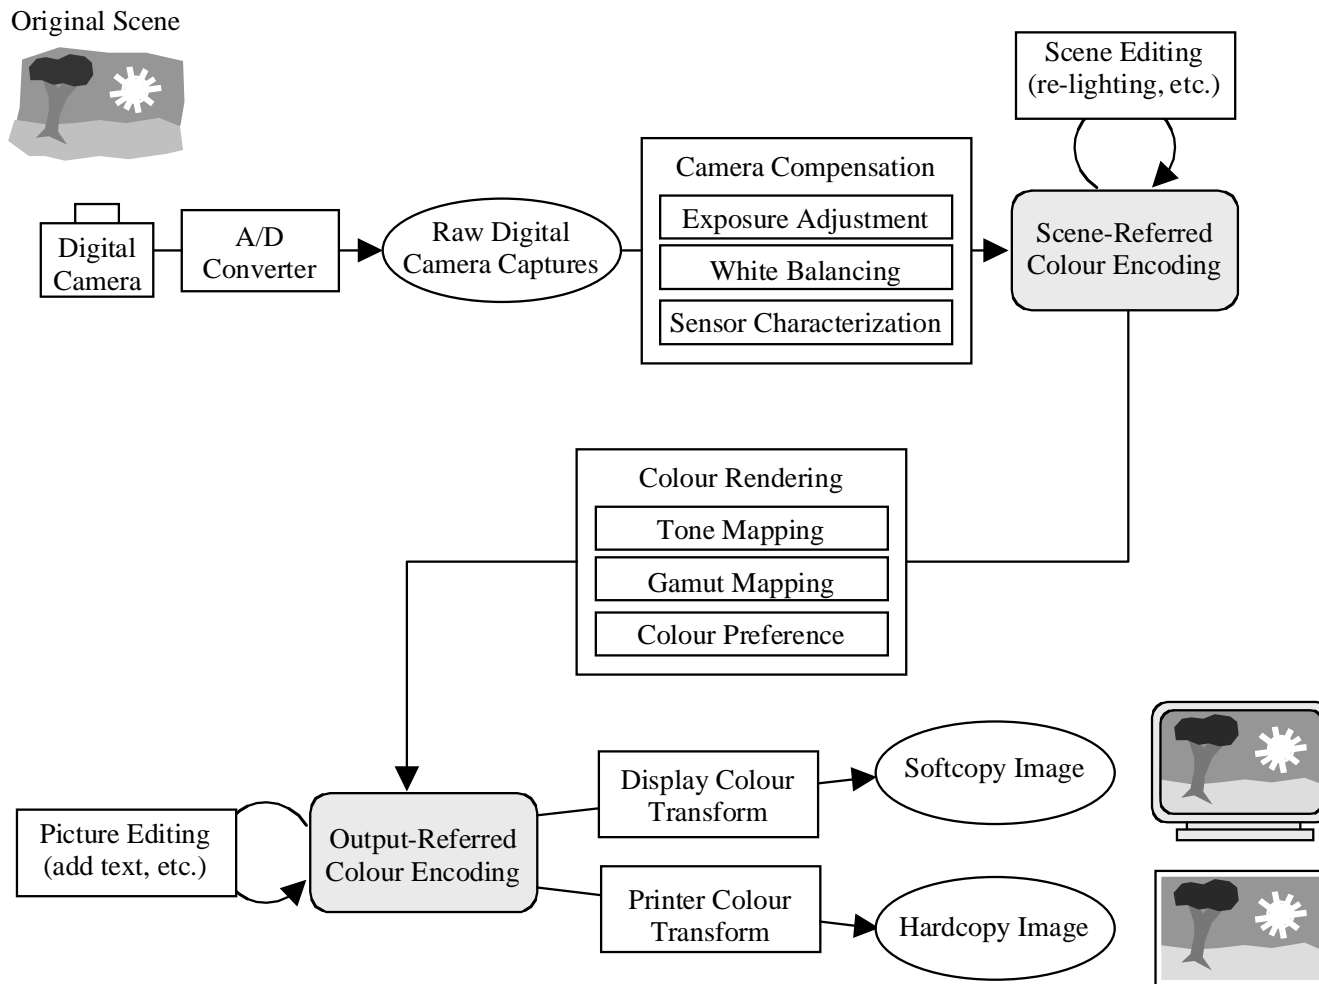 Original Scene
Scene Editing
(re-lighting, etc.)
Camera Compensation
Exposure Adjustment
White Balancing
Sensor Characterization
Digital
Camera
A/D
Converter
Raw Digital
Camera Captures
Scene-Referred
Colour Encoding
Colour Rendering
Tone Mapping
Gamut Mapping
Colour Preference
Picture Editing
(add text, etc.)
Output-Referred
Colour Encoding
Display Colour
Transform
Softcopy Image
Printer Colour
Transform
Hardcopy Image